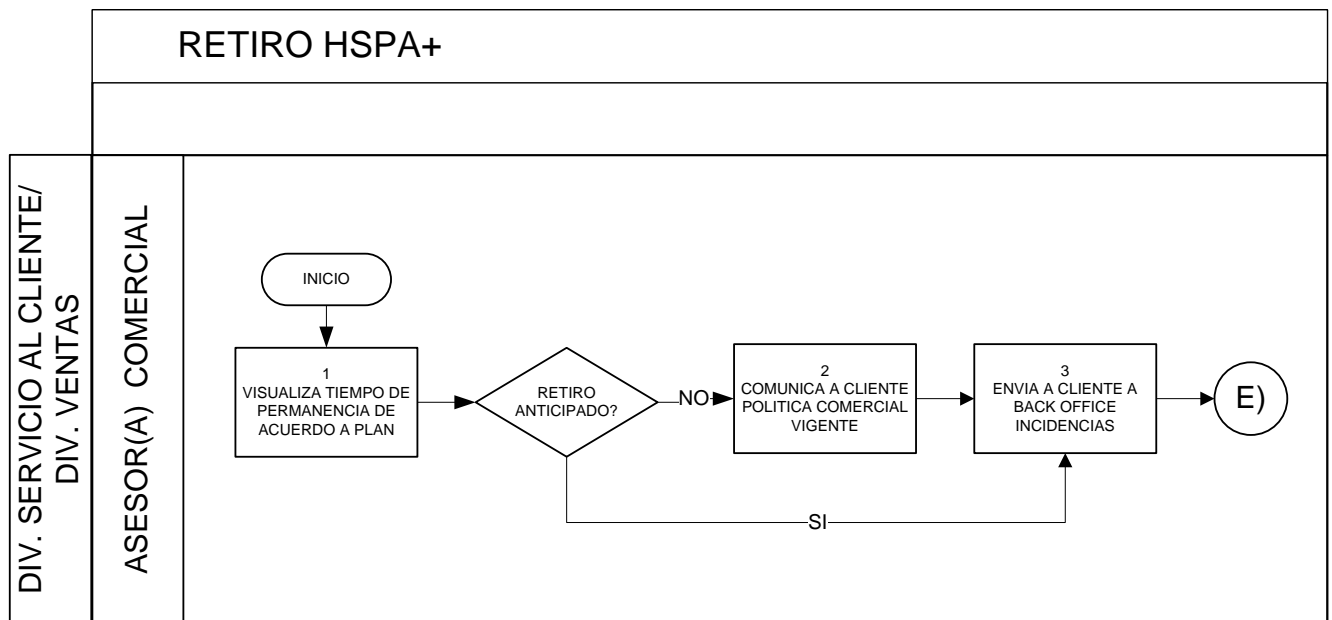 RETIRO HSPA+
DIV. SERVICIO AL CLIENTE/
DIV. VENTAS
ASESOR(A) COMERCIAL
INICIO
1
VISUALIZA TIEMPO DE
PERMANENCIA DE
ACUERDO A PLAN
RETIRO
ANTICIPADO?
NO
2
COMUNICA A CLIENTE
POLITICA COMERCIAL
VIGENTE
3
ENVIA A CLIENTE A
BACK OFFICE
INCIDENCIAS
E)
SI